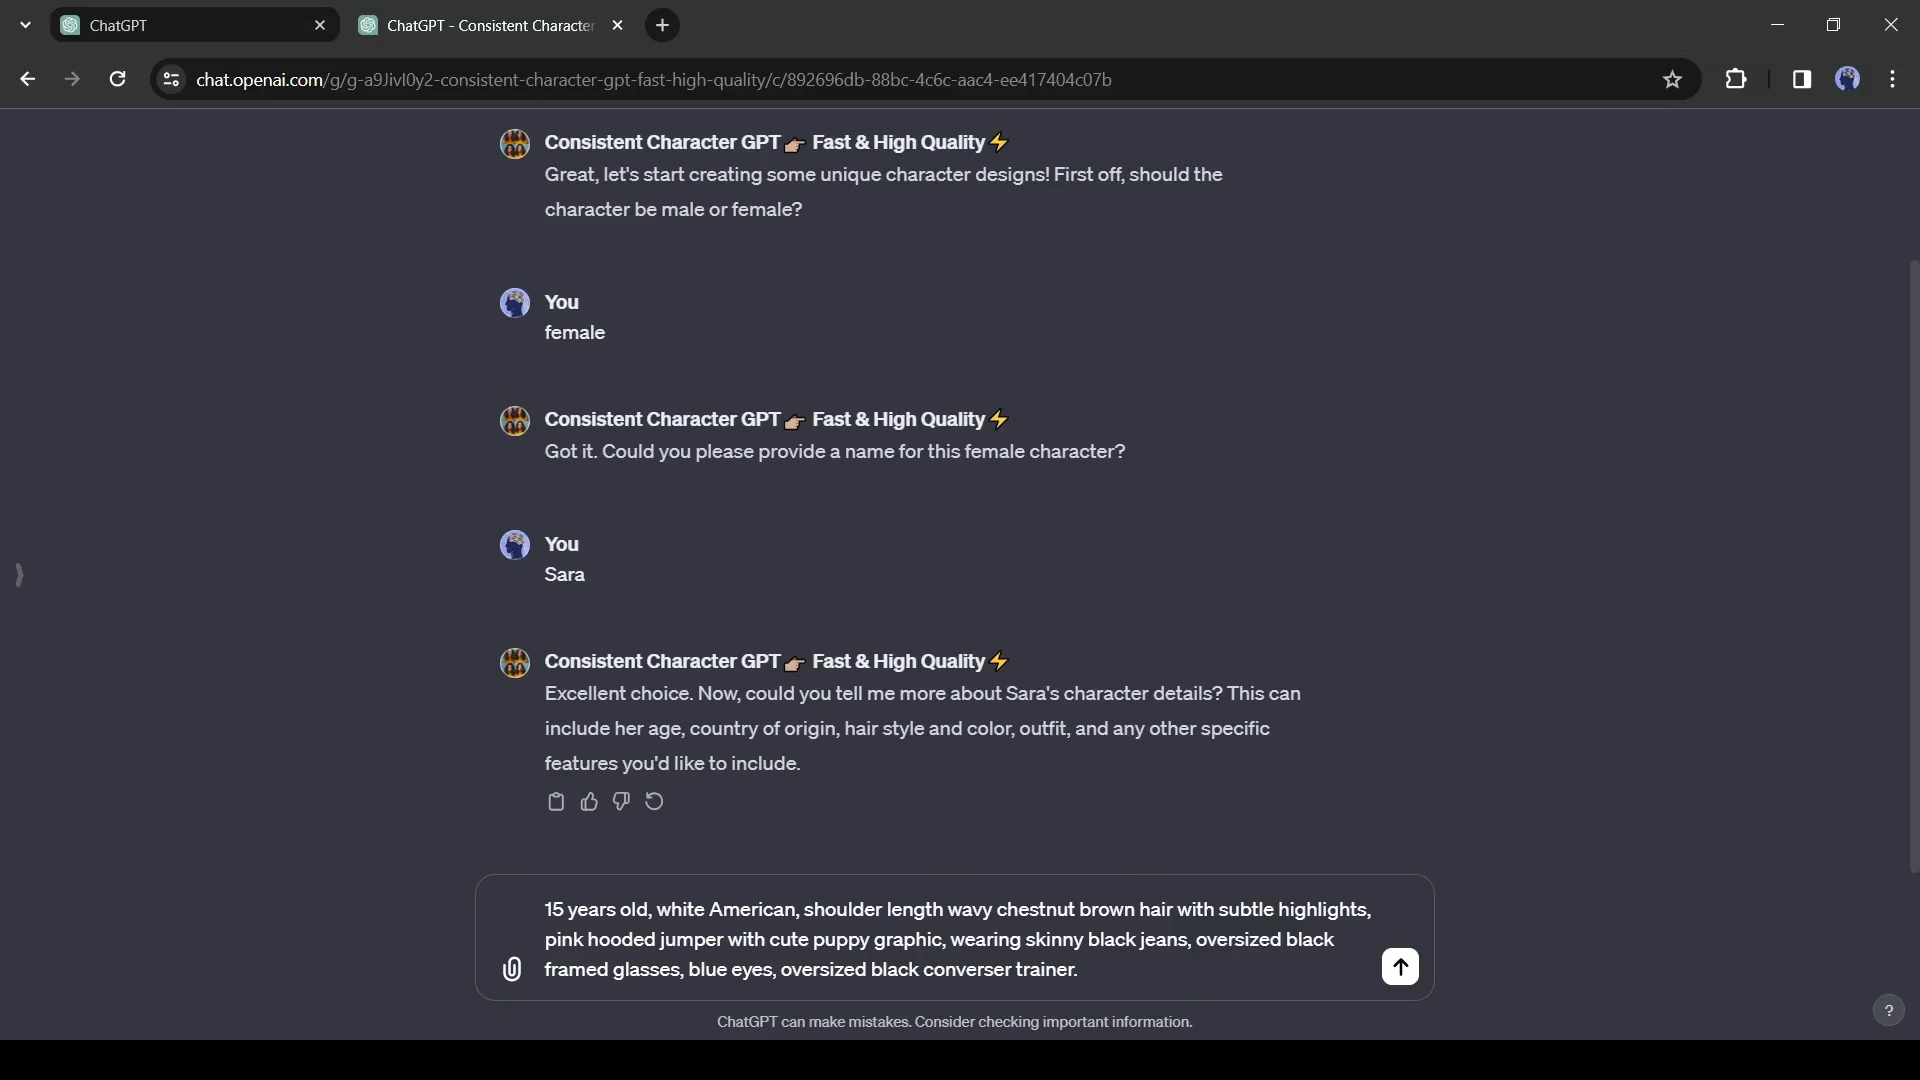 ChatGPT
ChatGPT - Consistent Character
chat.openai.com/g/g-a9JivI0y2-consistent-character-gpt-fast-high-quality/c/892696db-88bc-4c6c-aac4-ee417404c07b
Consistent Character GPT👉🏼 Fast & High Quality⚡
Great, let's start creating some unique character designs! First off, should the
character be male or female?
You
female
Consistent Character GPT👉🏼 Fast & High Quality⚡
Got it. Could you please provide a name for this female character?
You
Sara
Consistent Character GPT👉🏼 Fast & High Quality⚡
Excellent choice. Now, could you tell me more about Sara's character details? This can
include her age, country of origin, hair style and color, outfit, and any other specific
features you'd like to include.
15 years old, white American, shoulder length wavy chestnut brown hair with subtle highlights,
pink hooded jumper with cute puppy graphic, wearing skinny black jeans, oversized black
framed glasses, blue eyes, oversized black converser trainer.
ChatGPT can make mistakes. Consider checking important information.
?